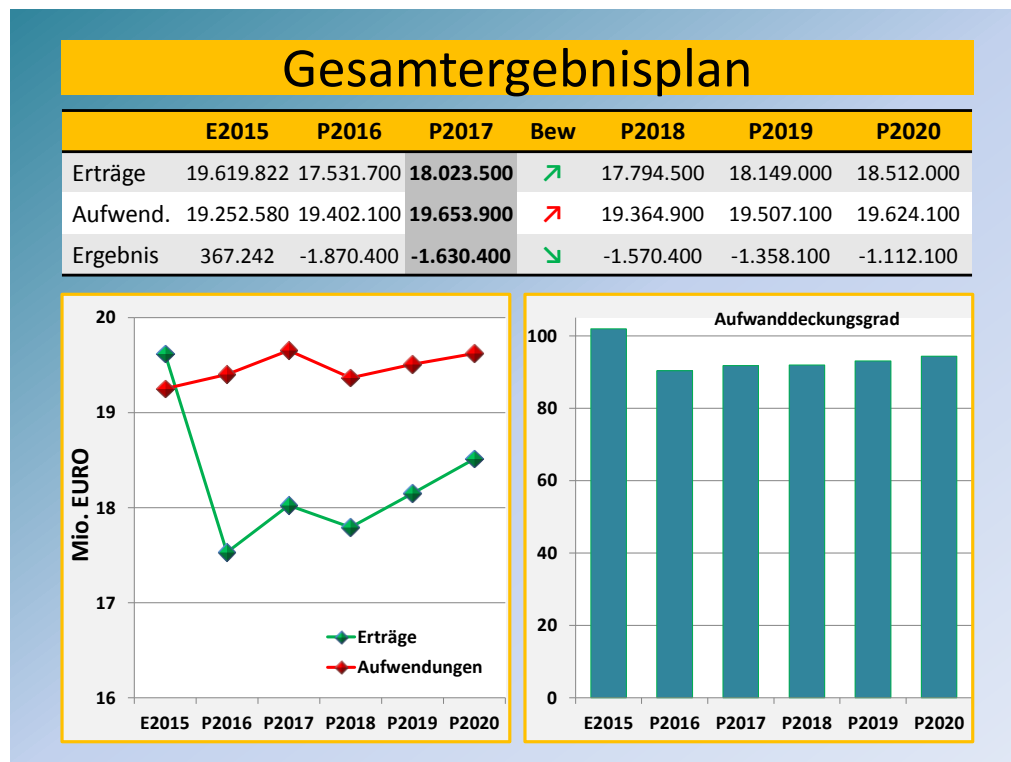 Gesamtergebnisplan
E2015 P2016 P2017 Bew P2018 P2019 P2020
Erträge 19.619.822 17.531.700 18.023.500 ↗ 17.794.500 18.149.000 18.512.000
Aufwend. 19.252.580 19.402.100 19.653.900 ↗ 19.364.900 19.507.100 19.624.100
Ergebnis 367.242 -1.870.400 -1.630.400 ↘ -1.570.400 -1.358.100 -1.112.100
20
19
18
17
16
Mio. EURO
Erträge
Aufwendungen
E2015 P2016 P2017 P2018 P2019 P2020
Aufwanddeckungsgrad
100
80
60
40
20
0
E2015 P2016 P2017 P2018 P2019 P2020